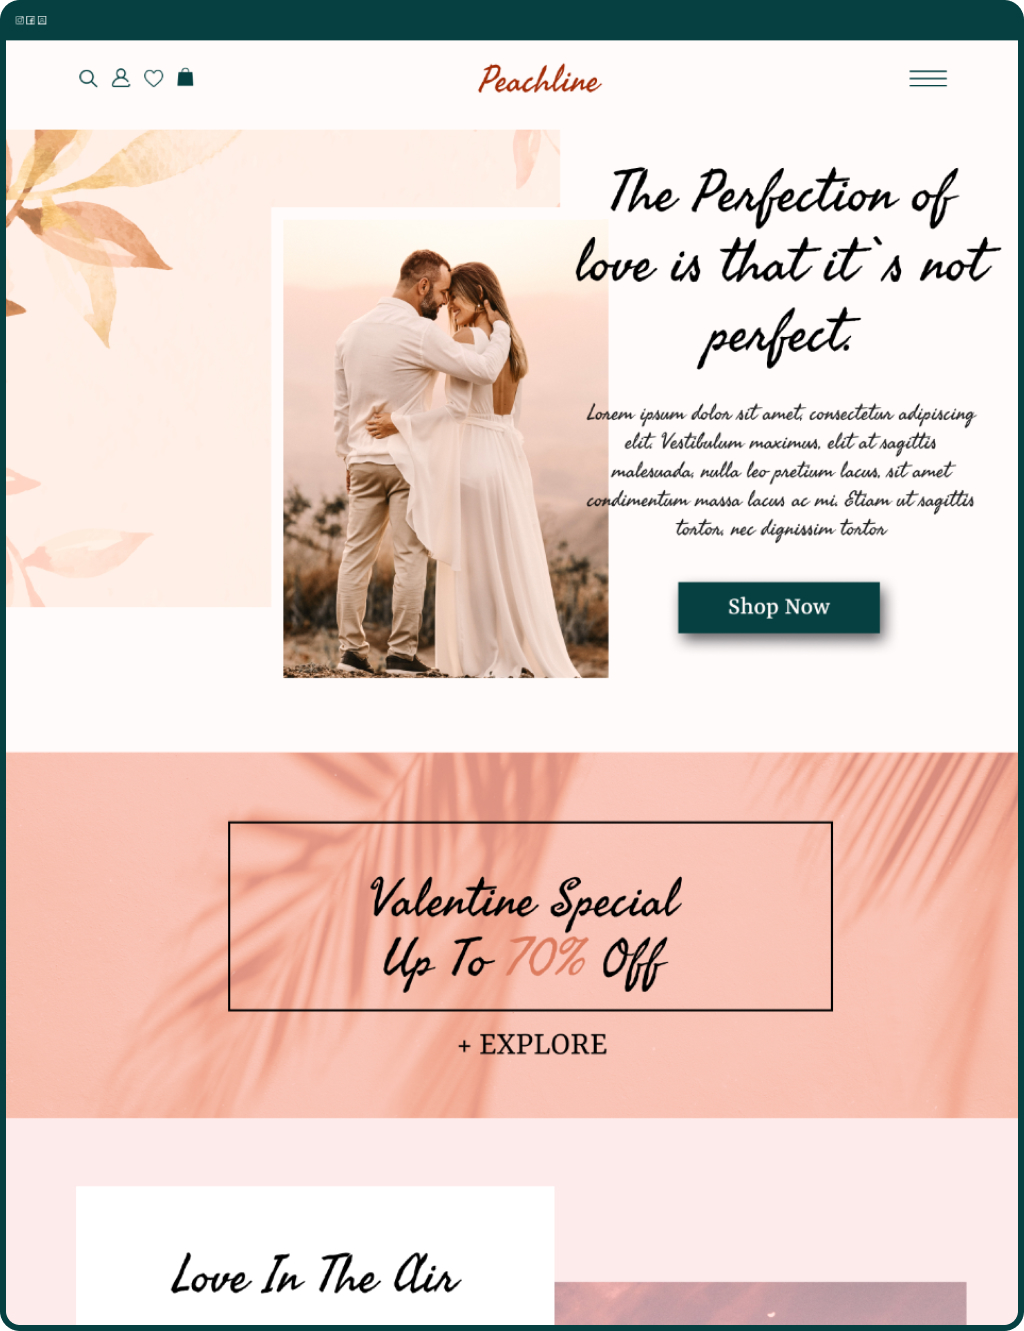 Peachline
The Perfection of
love is that it`s not
perfect.
Lorem ipsum dolor sit amet, consectetur adipiscing
elit. Vestibulum maximus, elit at sagittis
malesuada, nulla leo pretium lacus, sit amet
condimentum massa lacus ac mi. Etiam ut sagittis
tortor, nec dignissim tortor
Shop Now
Valentine Special
Up To 70% Off
+ EXPLORE
Love In The Air